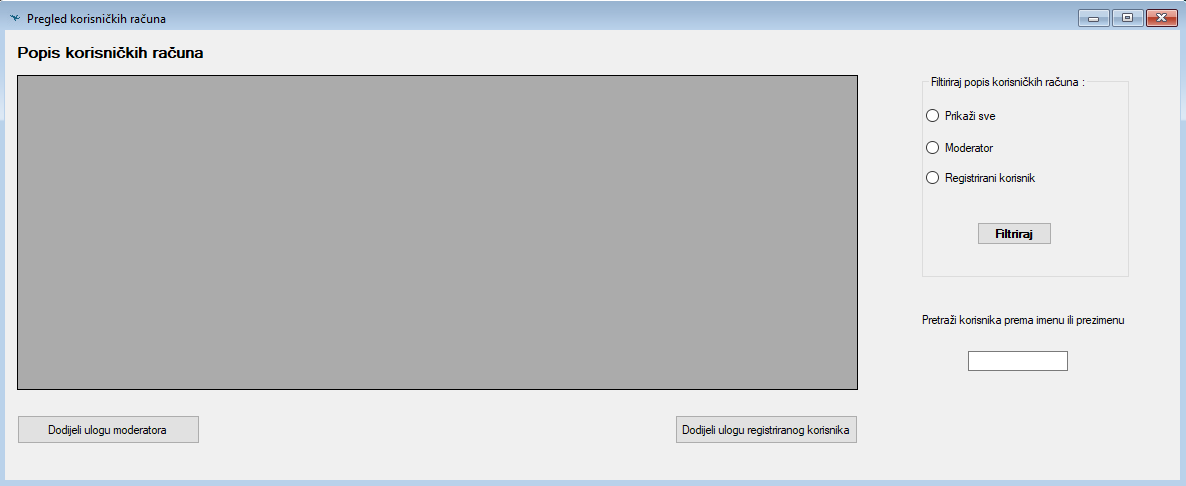 Pregled korisničkih računa
Popis korisničkih računa
Filtiriraj popis korisničkih računa :
Prikaži sve
Moderator
Registrirani korisnik
Filtriraj
Pretraži korisnika prema imenu ili prezimenu
Dodijeli ulogu moderatora
Dodijeli ulogu registriranog korisnika